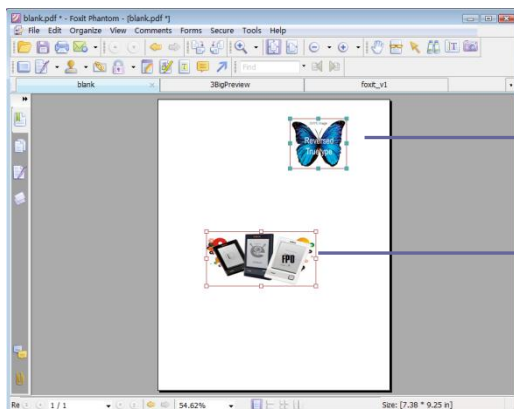 blank.pdf * - Foxit Phantom - [blank.pdf *]
File Edit Organize View Comments Forms Secure Tools Help
Find
blank 3BigPreview foxit_v1
Reversed
Truetype
FPD
1 / 1 54.62% Size: [7.38 * 9.25 in]